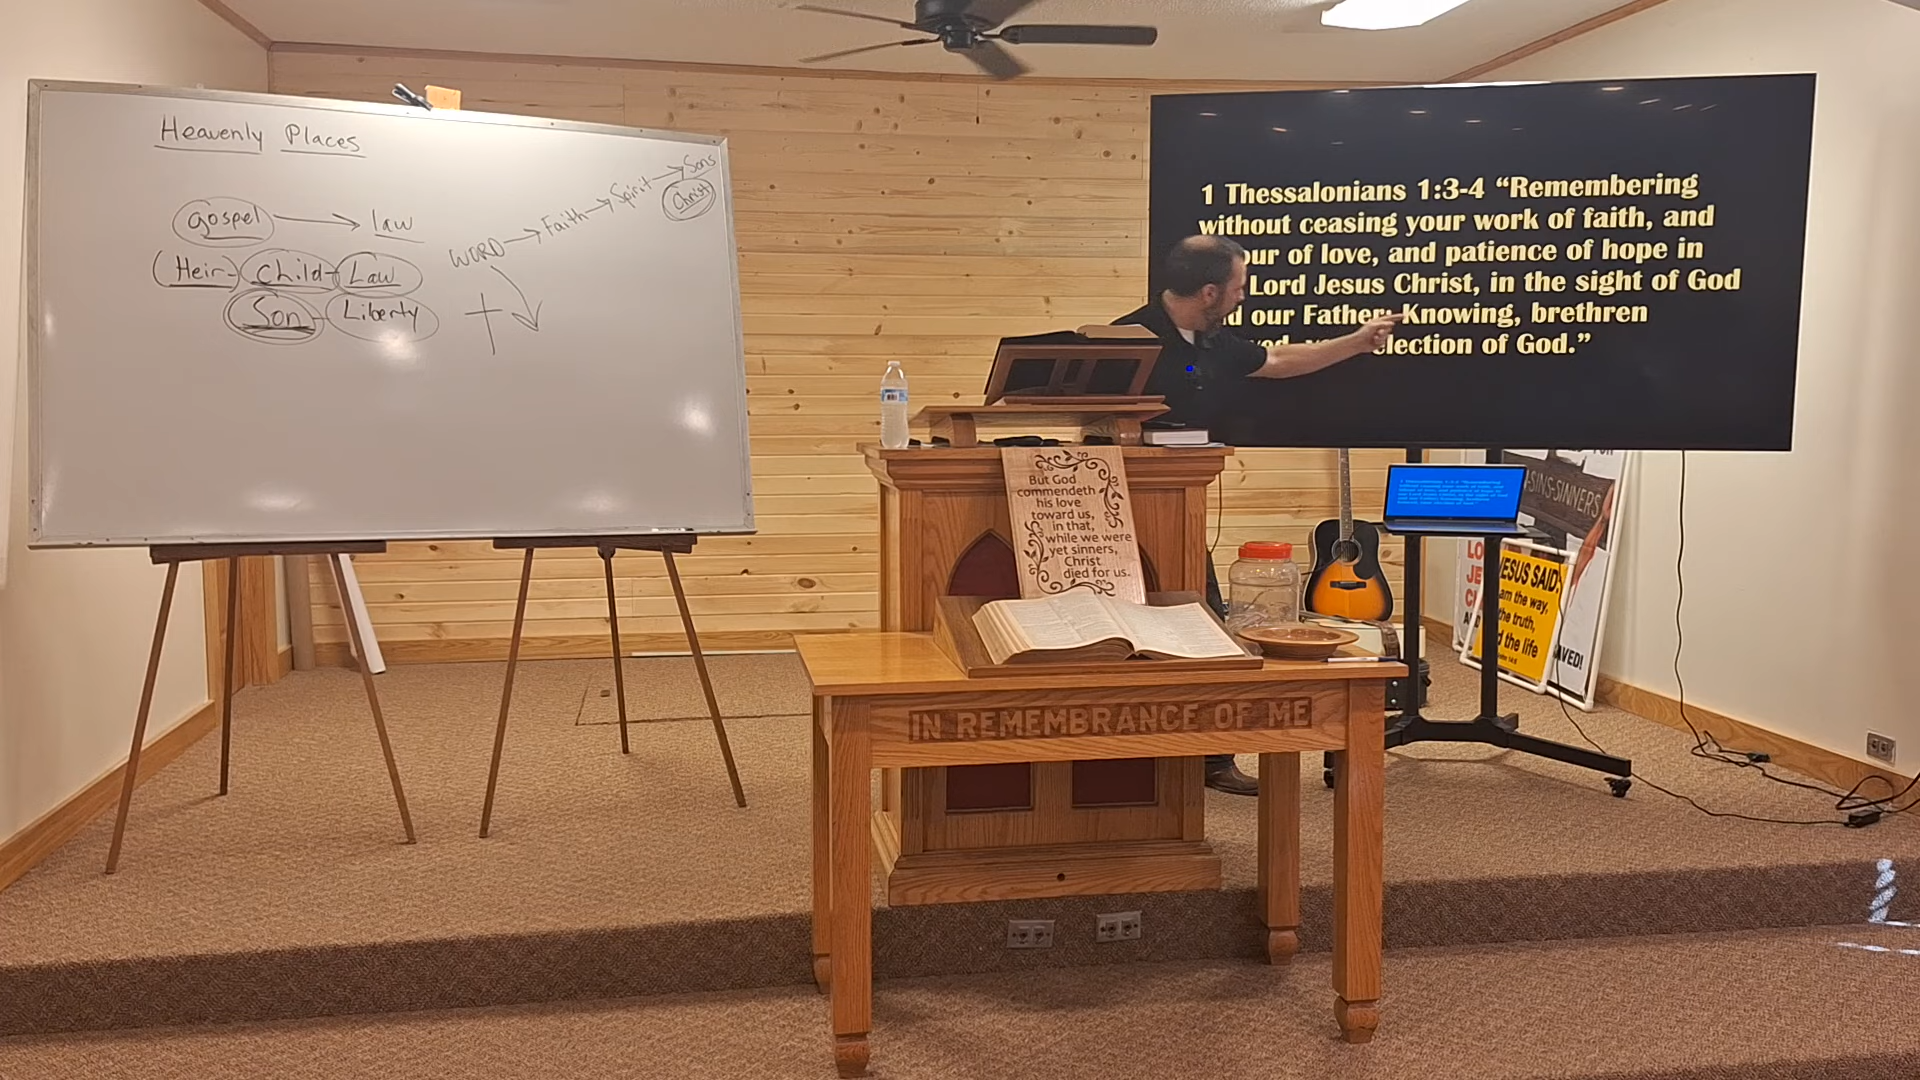 Heavenly Places
gospel → law
Heir - Child - Law
Son - Liberty
WORD → Faith → Spirit → Sons
Christ
1 Thessalonians 1:3-4 “Remembering
without ceasing your work of faith, and
our of love, and patience of hope in
Lord Jesus Christ, in the sight of God
our Father; Knowing, brethren
election of God.”
But God
commendeth
his love
toward us,
in that,
while we were
yet sinners,
Christ
died for us.
IN REMEMBRANCE OF ME
-SINS-SINNERS
JESUS SAID:
am the way,
the truth,
the life